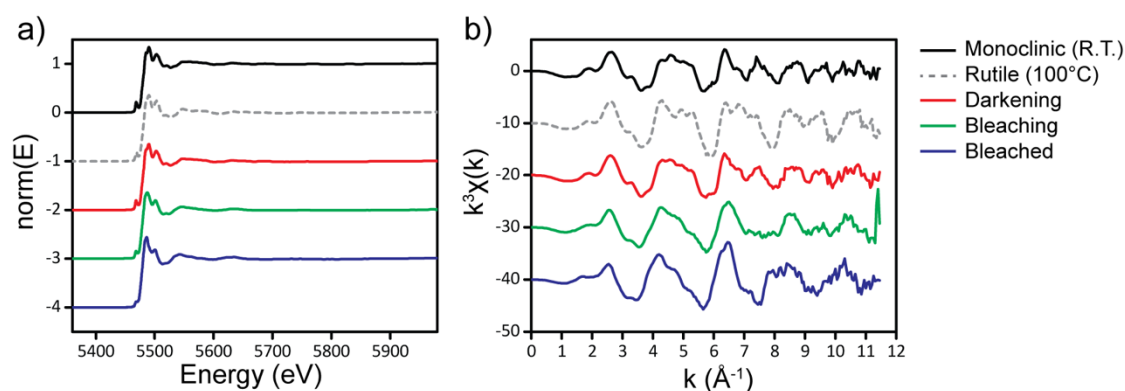 a)
norm(E)
1
0
-1
-2
-3
-4
5400 5500 5600 5700 5800 5900
Energy (eV)
b)
k³χ(k)
0
-10
-20
-30
-40
-50
0 1 2 3 4 5 6 7 8 9 10 11 12
k (Å⁻¹)
Monoclinic (R.T.)
Rutile (100°C)
Darkening
Bleaching
Bleached